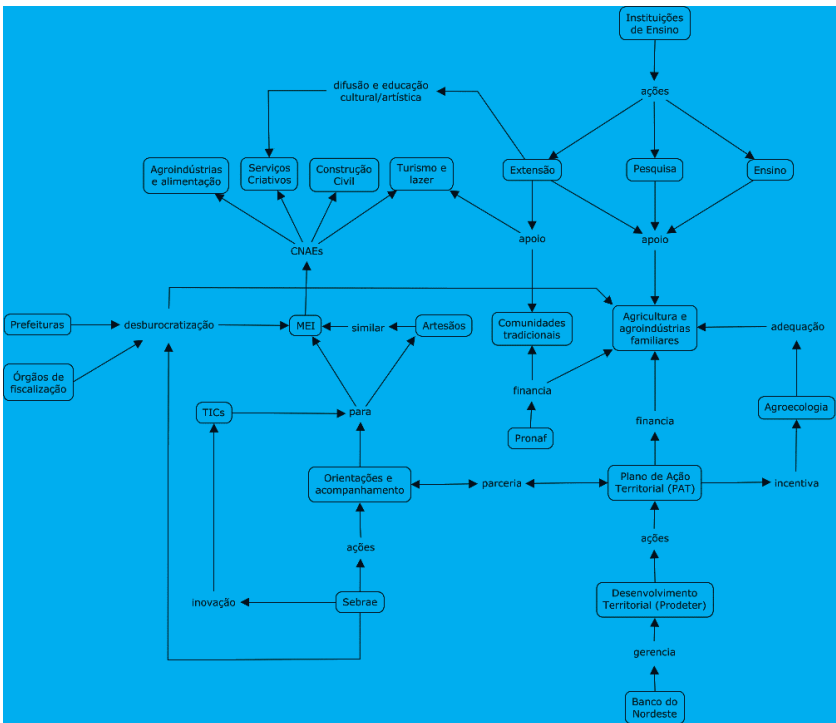 Instituições
de Ensino
difusão e educação
cultural/artística
ações
Agroindústrias
e alimentação
Serviços
Criativos
Construção
Civil
Turismo e
lazer
Extensão
Pesquisa
Ensino
CNAEs
apoio
apoio
Prefeituras
desburocratização
MEI
similar
Artesãos
Comunidades
tradicionais
Agricultura e
agroindústrias
familiares
adequação
Órgãos de
fiscalização
TICs
para
financia
Pronaf
financia
Agroecologia
Orientações e
acompanhamento
parceria
Plano de Ação
Territorial (PAT)
incentiva
ações
ações
inovação
Sebrae
Desenvolvimento
Territorial (Prodeter)
gerencia
Banco do
Nordeste